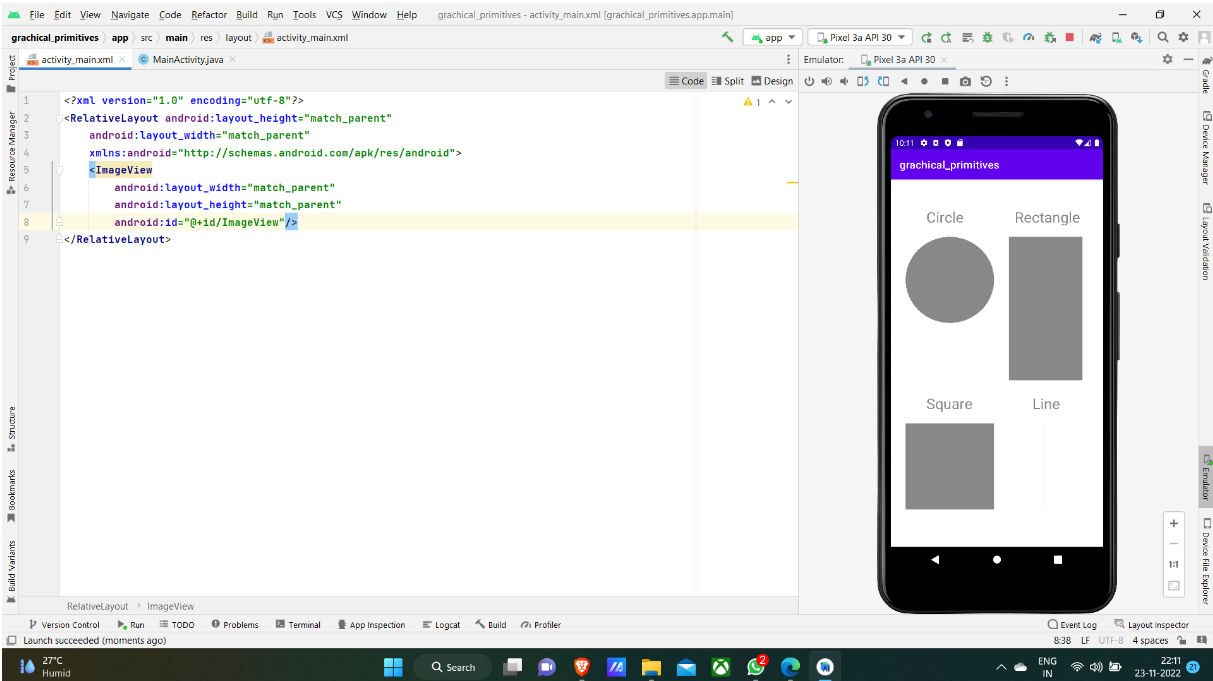 File Edit View Navigate Code Refactor Build Run Tools VCS Window Help grachical_primitives - activity_main.xml [grachical_primitives.app.main]
grachical_primitives app src main res layout activity_main.xml app Pixel 3a API 30
activity_main.xml MainActivity.java Emulator: Pixel 3a API 30
Code Split Design
1 <?xml version="1.0" encoding="utf-8"?> 1
2 <RelativeLayout android:layout_height="match_parent"
3 android:layout_width="match_parent"
4 xmlns:android="http://schemas.android.com/apk/res/android">
5 <ImageView
6 android:layout_width="match_parent"
7 android:layout_height="match_parent"
8 android:id="@+id/ImageView"/>
9 </RelativeLayout>
Project
Resource Manager
Structure
Bookmarks
Build Variants
10:11
grachical_primitives
Circle Rectangle
Square Line
1:1
Gradle
Device Manager
Layout Validation
Emulator
Device File Explorer
RelativeLayout ImageView
Version Control Run TODO Problems Terminal App Inspection Logcat Build Profiler Event Log Layout Inspector
Launch succeeded (moments ago) 8:38 LF UTF-8 4 spaces
27°C
Humid
Search
2
ENG
IN
22:11
23-11-2022
21